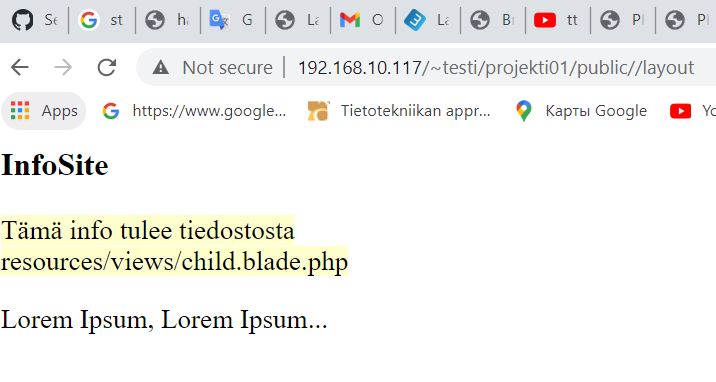 Se
st
ha
G
La
O
La
Br
tt
Pl
Pl
Not secure | 192.168.10.117/~testi/projekti01/public//layout
Apps
https://www.google...
Tietotekniikan appr...
Карты Google
Yo
InfoSite
Tämä info tulee tiedostosta
resources/views/child.blade.php
Lorem Ipsum, Lorem Ipsum...